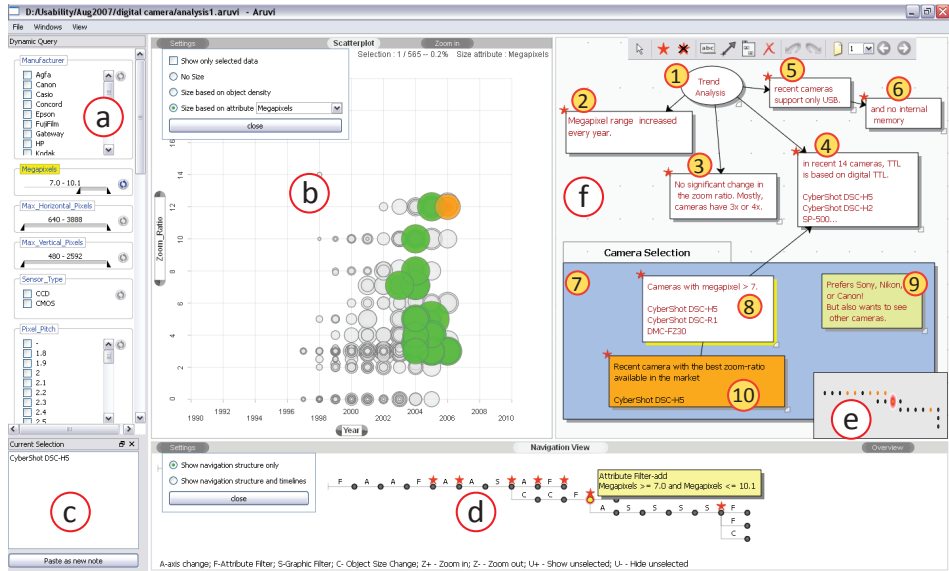 D:/Usability/Aug2007/digital camera/analysis1.aruvi - Aruvi
File Windows View
Dynamic Query
Manufacturer
Agfa
Canon
Casio
Concord
Epson
FujiFilm
Gateway
HP
Kodak
a
Megapixels
7.0 - 10.1
Max_Horizontal_Pixels
640 - 3888
Max_Vertical_Pixels
480 - 2592
Sensor_Type
CCD
CMOS
Pixel_Pitch
-
1.8
1.9
2
2.1
2.2
2.3
2.4
2.5
Current Selection
CyberShot DSC-H5
c
Paste as new note
Settings
Scatterplot
Zoom in
Selection : 1 / 565 -- 0.2% Size attribute : Megapixels
Show only selected data
No Size
Size based on object density
Size based on attribute Megapixels
close
b
Zoom_Ratio
16
14
12
10
8
6
4
2
0
1990 1992 1994 1996 1998 2000 2002 2004 2006 2008 2010
Year
abc
1
1
Trend
Analysis
2
Megapixel range increased
every year.
3
No significant change in
the zoom ratio. Mostly,
cameras have 3x or 4x.
4
in recent 14 cameras, TTL
is based on digital TTL.
CyberShot DSC-H5
CyberShot DSC-H2
SP-500...
5
recent cameras
support only USB.
6
and no internal
memory
f
Camera Selection
7
Cameras with megapixel > 7.
8
CyberShot DSC-H5
CyberShot DSC-R1
DMC-FZ30
9
Prefers Sony, Nikon,
or Canon!
But also wants to see
other cameras.
Recent camera with the best zoom-ratio
available in the market
CyberShot DSC-H5
10
e
Settings
Navigation View
Overview
Show navigation structure only
Show navigation structure and timelines
close
F A A F A A S A F
C C F
A S S S S F
F
C
d
Attribute Filter-add
Megapixels >= 7.0 and Megapixels <= 10.1
A-axis change; F-Attribute Filter; S-Graphic Filter; C- Object Size Change; Z+ - Zoom in; Z- - Zoom out; U+ - Show unselected; U- - Hide unselected